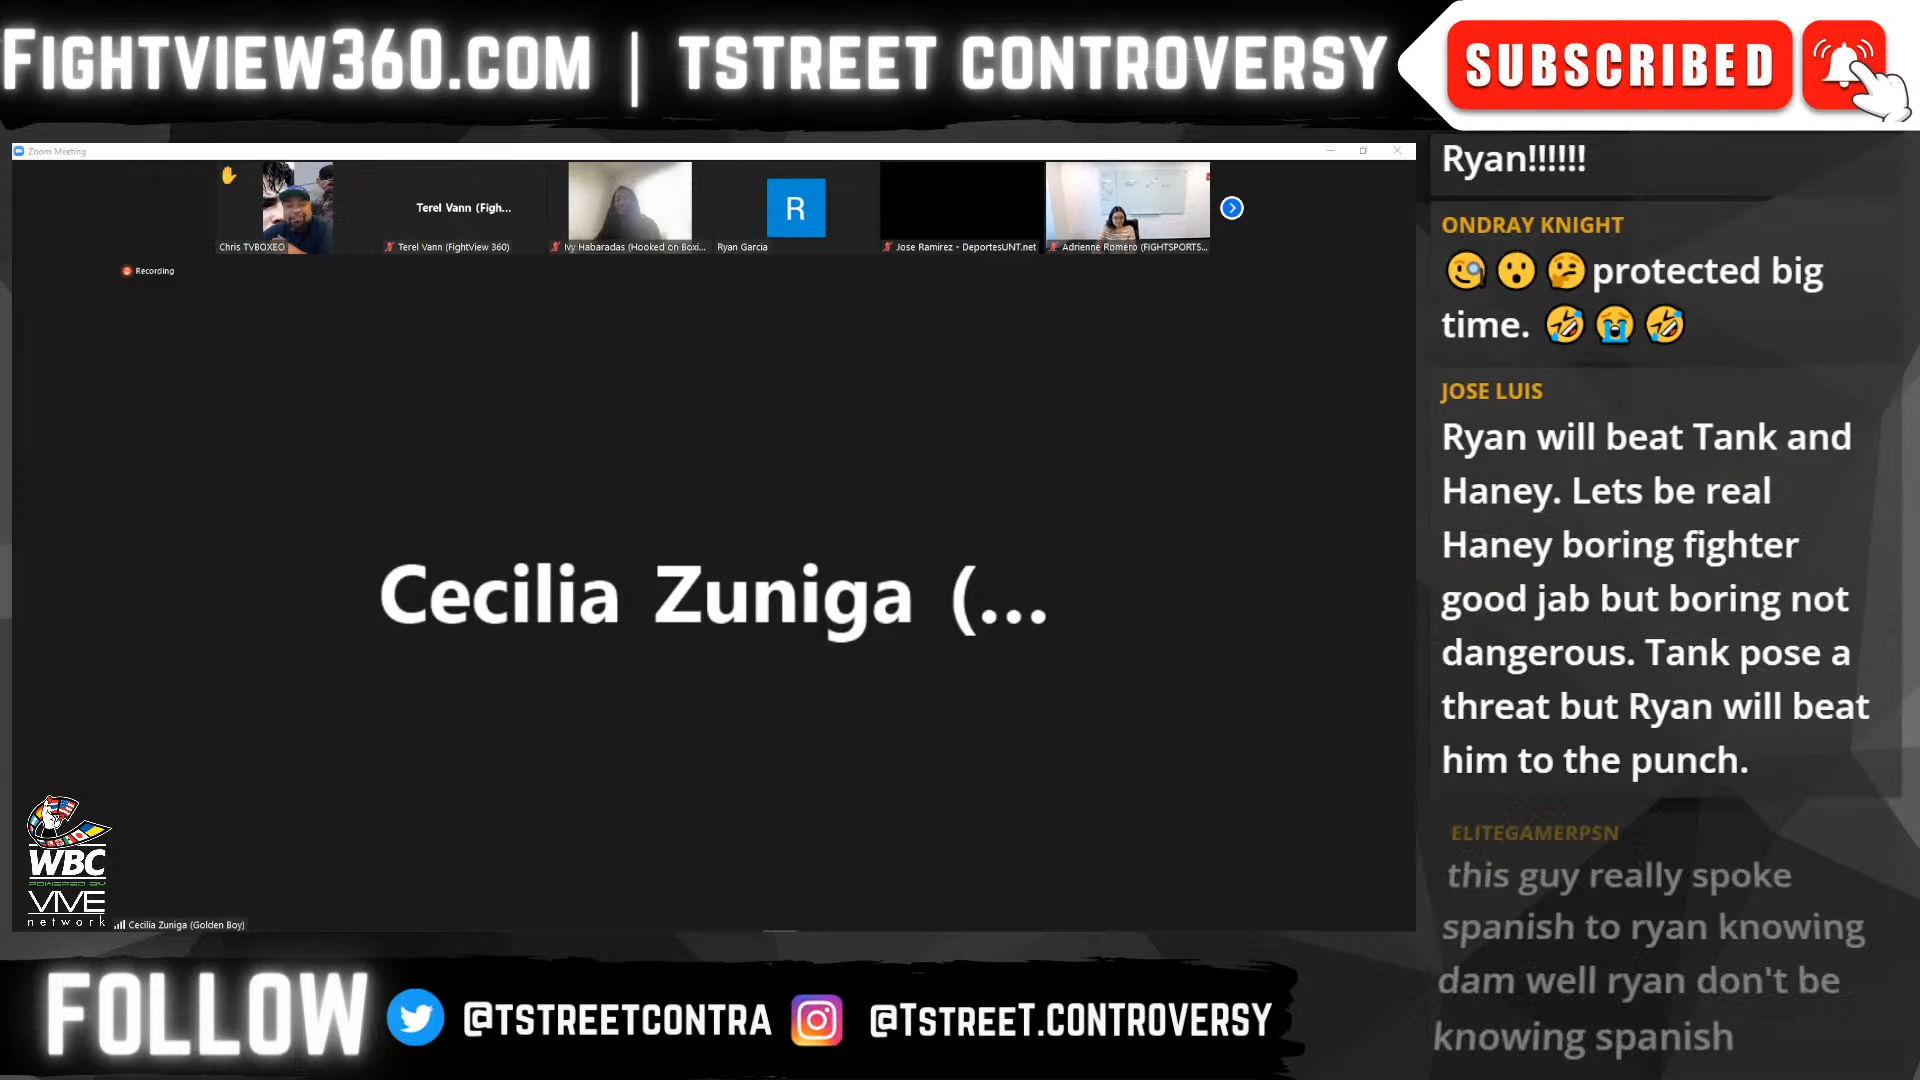 FIGHTVIEW360.COM | TSTREET CONTROVERSY
SUBSCRIBED
Zoom Meeting
Chris TVBOXEO
Terel Vann (Figh...
Terel Vann (FightView 360)
Ivy Habaradas (Hooked on Boxi...
R
Ryan Garcia
Jose Ramirez - DeportesUNT.net
Adrienne Romero (FIGHTSPORTS...
Recording
Cecilia Zuniga (...
WBC
POWERED BY
VIVE
network
Cecilia Zuniga (Golden Boy)
Ryan!!!!!!
ONDRAY KNIGHT
🧐😮🤔protected big
time. 🤣😭🤣
JOSE LUIS
Ryan will beat Tank and
Haney. Lets be real
Haney boring fighter
good jab but boring not
dangerous. Tank pose a
threat but Ryan will beat
him to the punch.
ELITEGAMERPSN
this guy really spoke
spanish to ryan knowing
dam well ryan don't be
knowing spanish
FOLLOW @TSTREETCONTRA @TSTREET.CONTROVERSY